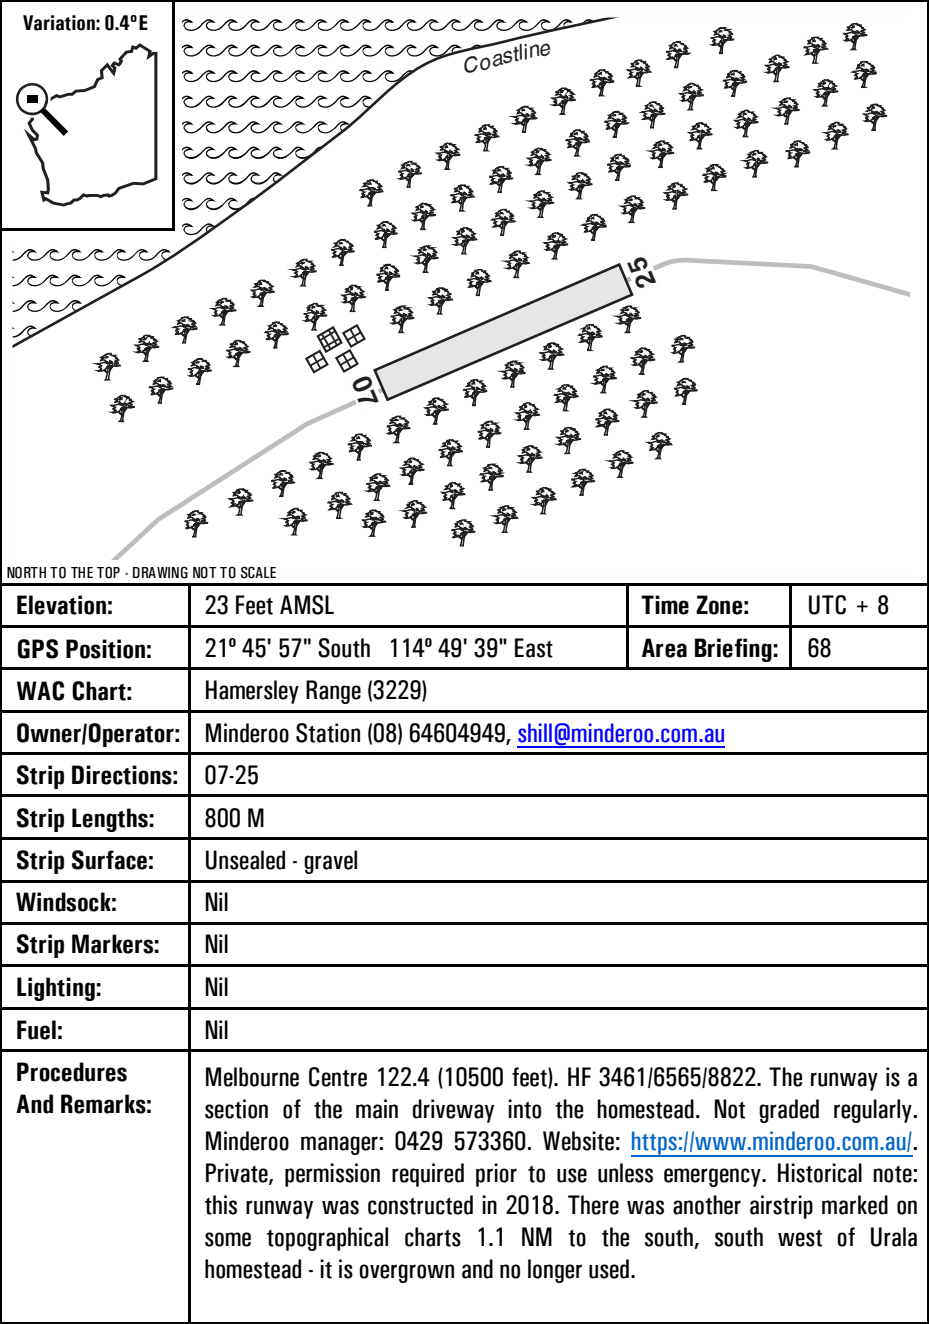 Variation: 0.4º E
Coastline
25
07
NORTH TO THE TOP - DRAWING NOT TO SCALE
Elevation: 23 Feet AMSL Time Zone: UTC + 8
GPS Position: 21º 45' 57" South 114º 49' 39" East Area Briefing: 68
WAC Chart: Hamersley Range (3229)
Owner/Operator: Minderoo Station (08) 64604949, shill@minderoo.com.au
Strip Directions: 07-25
Strip Lengths: 800 M
Strip Surface: Unsealed - gravel
Windsock: Nil
Strip Markers: Nil
Lighting: Nil
Fuel: Nil
Procedures
And Remarks:
Melbourne Centre 122.4 (10500 feet). HF 3461/6565/8822. The runway is a
section of the main driveway into the homestead. Not graded regularly.
Minderoo manager: 0429 573360. Website: https://www.minderoo.com.au/.
Private, permission required prior to use unless emergency. Historical note:
this runway was constructed in 2018. There was another airstrip marked on
some topographical charts 1.1 NM to the south, south west of Urala
homestead - it is overgrown and no longer used.